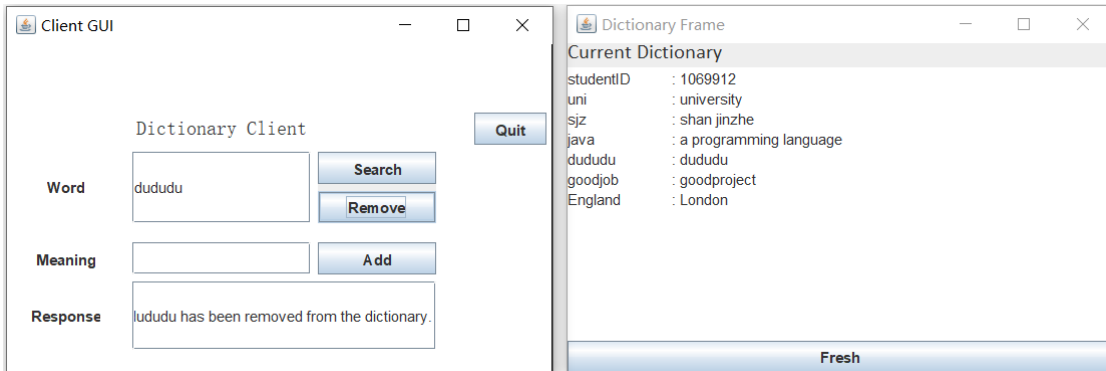 Client GUI
Dictionary Client
Quit
Word
dududu
Search
Remove
Meaning
Add
Response
ududu has been removed from the dictionary.
Dictionary Frame
Current Dictionary
studentID : 1069912
uni : university
sjz : shan jinzhe
java : a programming language
dududu : dududu
goodjob : goodproject
England : London
Fresh